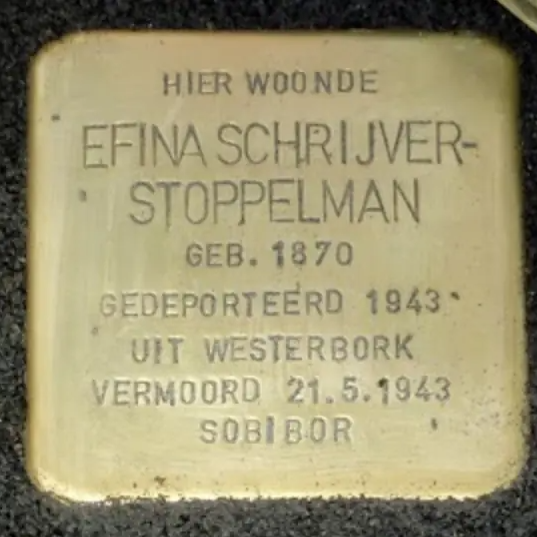 HIER WOONDE
EFINA SCHRIJVER-
STOPPELMAN
GEB. 1870
GEDEPORTEERD 1943
UIT WESTERBORK
VERMOORD 21.5.1943
SOBIBOR